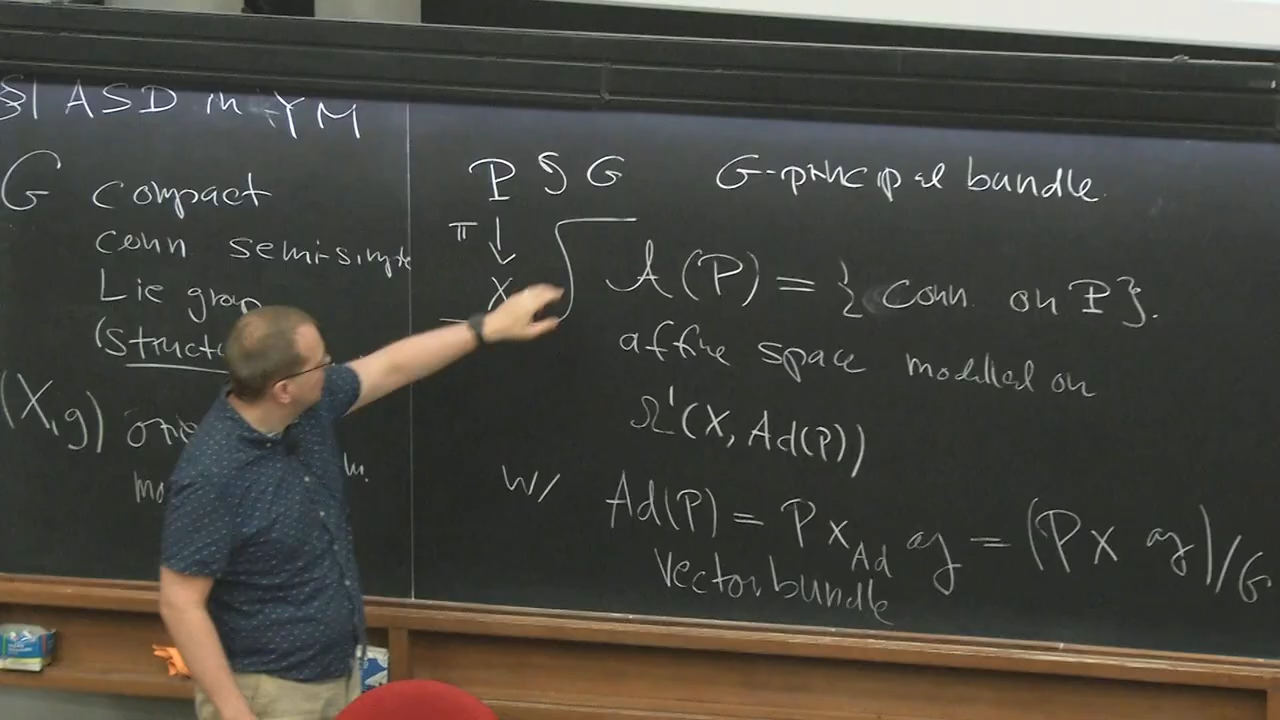 §1 ASD in YM
G compact
conn semi-simple
Lie group
(X,g)
P ↺ G G-principal bundle.
π ↓
X
A(P) = { Conn on P }.
affine space modelled on
Ω¹(X, Ad(P))
w/ Ad(P) = P ×_Ad 𝔤 = (P × 𝔤)/G
vector bundle